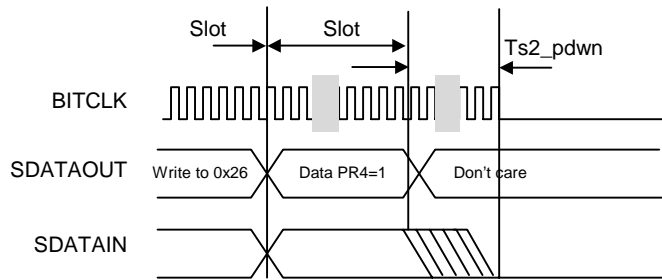 Slot Slot
Ts2_pdwn
BITCLK
SDATAOUT Write to 0x26 Data PR4=1 Don't care
SDATAIN